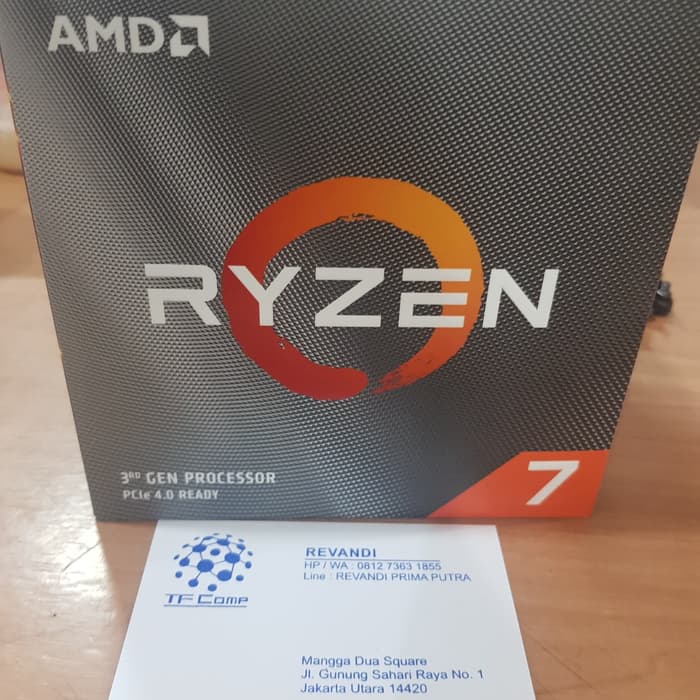 AMD
RYZEN
3RD GEN PROCESSOR
PCIe 4.0 READY
7
TF Comp
REVANDI
HP / WA : 0812 7363 1855
Line : REVANDI PRIMA PUTRA
Mangga Dua Square
Jl. Gunung Sahari Raya No. 1
Jakarta Utara 14420